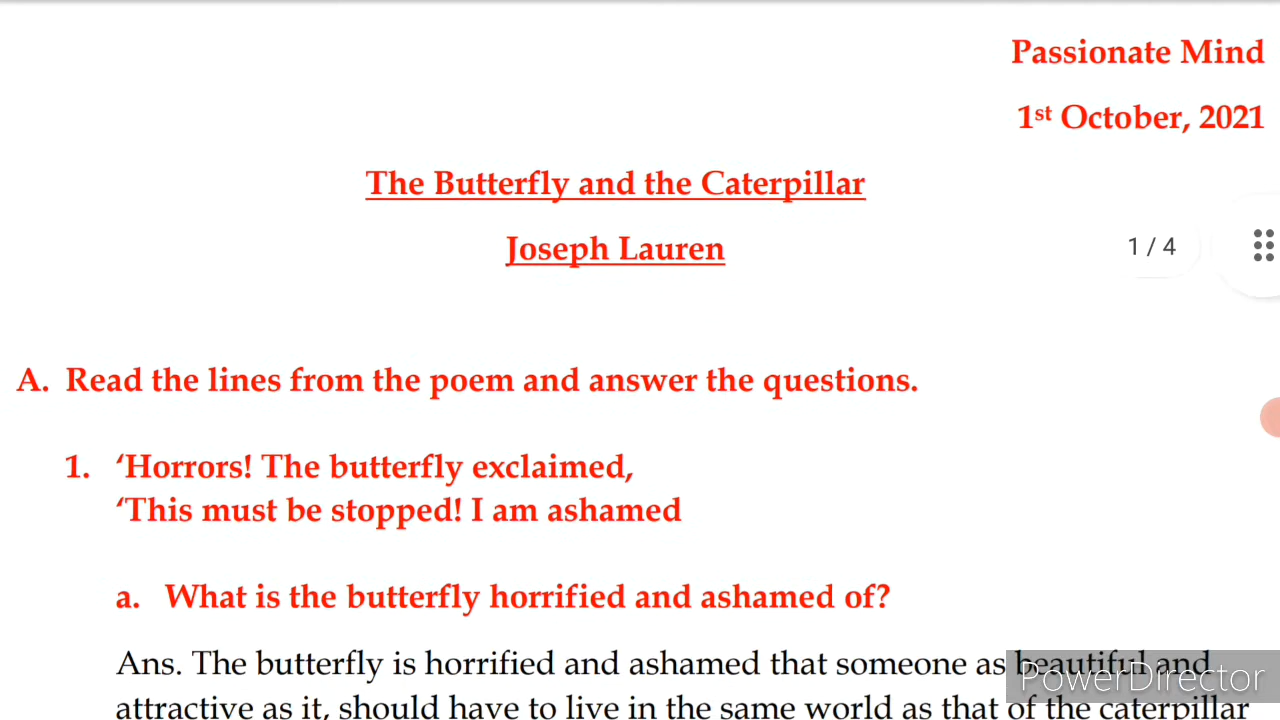 Passionate Mind
1st October, 2021
The Butterfly and the Caterpillar
Joseph Lauren
1 / 4
A. Read the lines from the poem and answer the questions.
1. ‘Horrors! The butterfly exclaimed,
‘This must be stopped! I am ashamed
a. What is the butterfly horrified and ashamed of?
Ans. The butterfly is horrified and ashamed that someone as beautiful and
PowerDirector
attractive as it, should have to live in the same world as that of the caterpillar